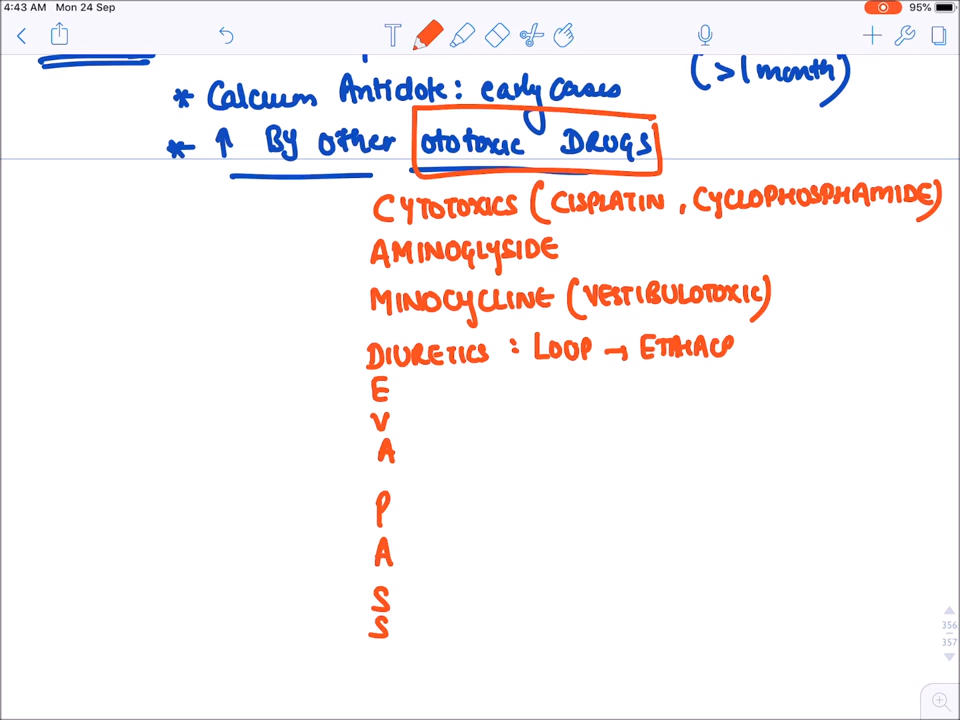 4:43 AM Mon 24 Sep
95%
T
* Calcium Antidote: early cases (>1 month)
* ↑ By other ototoxic DRUGS
CYTOTOXICS (CISPLATIN, CYCLOPHOSPHAMIDE)
AMINOGLYSIDE
MINOCYCLINE (VESTIBULOTOXIC)
DIURETICS : LOOP → ETHACP
E
V
A
P
A
S
S
356
357